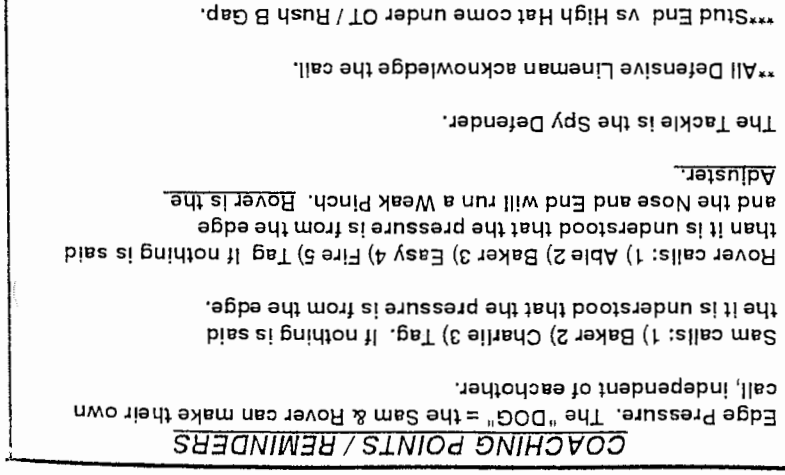 COACHING POINTS / REMINDERS
Edge Pressure. The "DOG" = the Sam & Rover can make their own
call, independent of eachother.
Sam calls: 1) Baker 2) Charlie 3) Tag. If nothing is said
the it is understood that the pressure is from the edge.
Rover calls: 1) Able 2) Baker 3) Easy 4) Fire 5) Tag If nothing is said
than it is understood that the pressure is from the edge
and the Nose and End will run a Weak Pinch. Rover is the
Adjuster.
The Tackle is the Spy Defender.
**All Defensive Lineman acknowledge the call.
***Stud End vs High Hat come under OT / Rush B Gap.